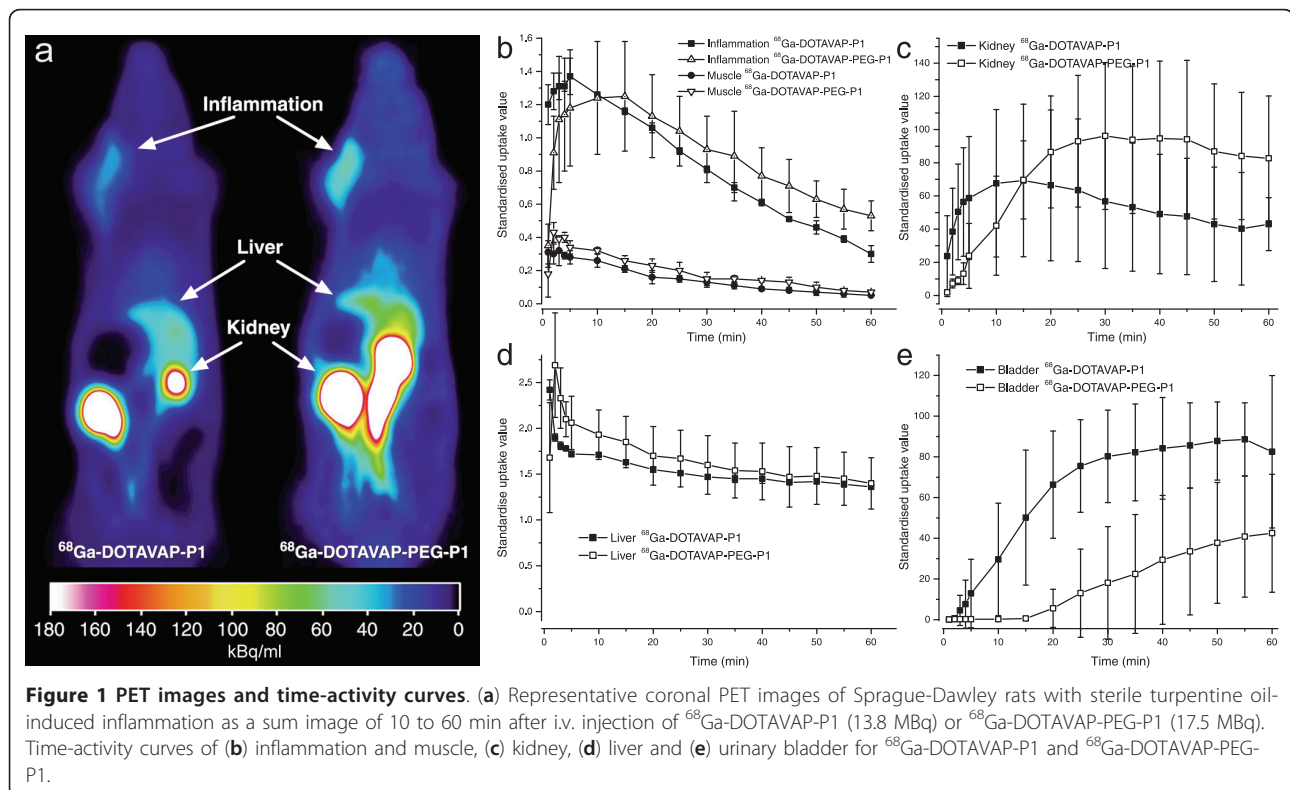 a
Inflammation
Liver
Kidney
⁶⁸Ga-DOTAVAP-P1
⁶⁸Ga-DOTAVAP-PEG-P1
180 160 140 120 100 80 60 40 20 0
kBq/ml
b
Inflammation ⁶⁸Ga-DOTAVAP-P1
Inflammation ⁶⁸Ga-DOTAVAP-PEG-P1
Muscle ⁶⁸Ga-DOTAVAP-P1
Muscle ⁶⁸Ga-DOTAVAP-PEG-P1
Standardised uptake value
1.6
1.4
1.2
1.0
0.8
0.6
0.4
0.2
0.0
0 10 20 30 40 50 60
Time (min)
c
Kidney ⁶⁸Ga-DOTAVAP-P1
Kidney ⁶⁸Ga-DOTAVAP-PEG-P1
Standardised uptake value
140
120
100
80
60
40
20
0
0 10 20 30 40 50 60
Time (min)
d
Standardise uptake value
2.5
2.0
1.5
1.0
0.5
0.0
Liver ⁶⁸Ga-DOTAVAP-P1
Liver ⁶⁸Ga-DOTAVAP-PEG-P1
0 10 20 30 40 50 60
Time (min)
e
Bladder ⁶⁸Ga-DOTAVAP-P1
Bladder ⁶⁸Ga-DOTAVAP-PEG-P1
Standardised uptake value
120
100
80
60
40
20
0
0 10 20 30 40 50 60
Time (min)
Figure 1 PET images and time-activity curves. (a) Representative coronal PET images of Sprague-Dawley rats with sterile turpentine oil-
induced inflammation as a sum image of 10 to 60 min after i.v. injection of ⁶⁸Ga-DOTAVAP-P1 (13.8 MBq) or ⁶⁸Ga-DOTAVAP-PEG-P1 (17.5 MBq).
Time-activity curves of (b) inflammation and muscle, (c) kidney, (d) liver and (e) urinary bladder for ⁶⁸Ga-DOTAVAP-P1 and ⁶⁸Ga-DOTAVAP-PEG-
P1.